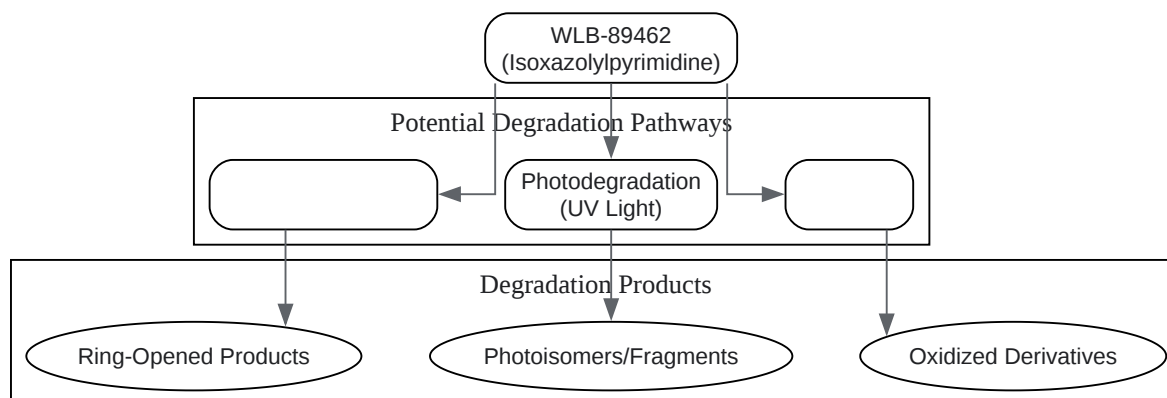 WLB-89462
(Isoxazolylpyrimidine)
Potential Degradation Pathways
Photodegradation
(UV Light)
Degradation Products
Ring-Opened Products
Photoisomers/Fragments
Oxidized Derivatives